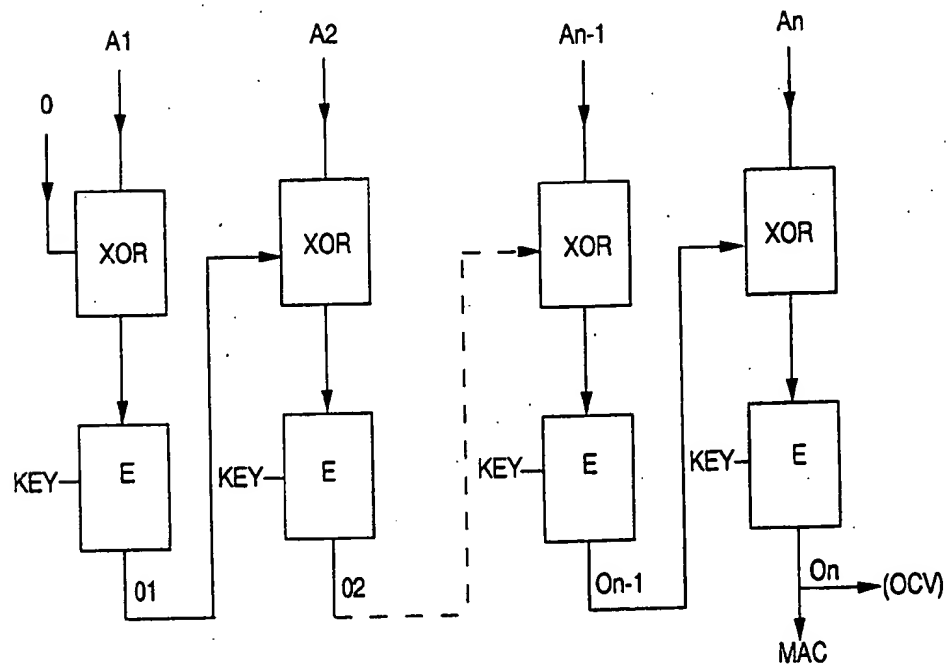 A1 A2 An-1 An
0
XOR XOR XOR XOR
KEY E KEY E KEY E KEY E
01 02 On-1 On (OCV)
MAC